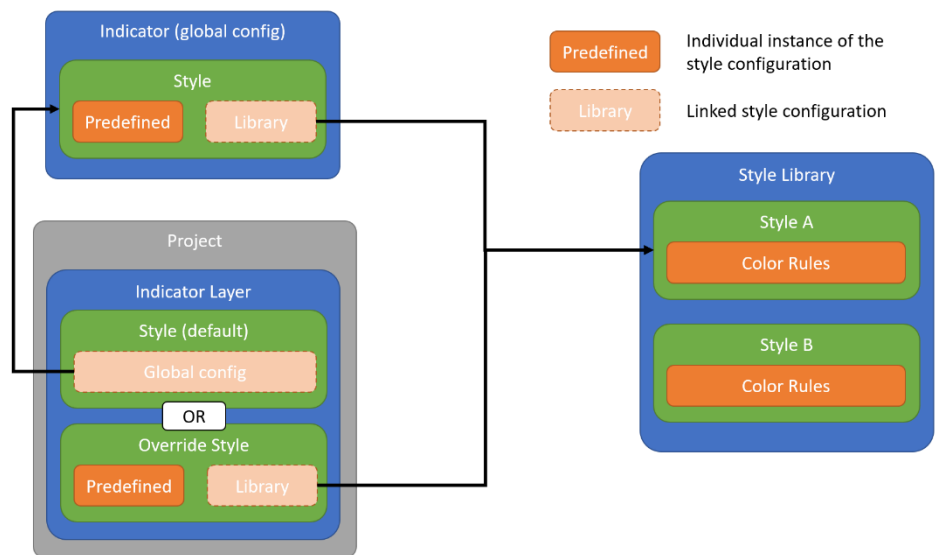 Indicator (global config)
Style
Predefined
Library
Predefined
Individual instance of the
style configuration
Library
Linked style configuration
Project
Indicator Layer
Style (default)
Global config
OR
Override Style
Predefined
Library
Style Library
Style A
Color Rules
Style B
Color Rules